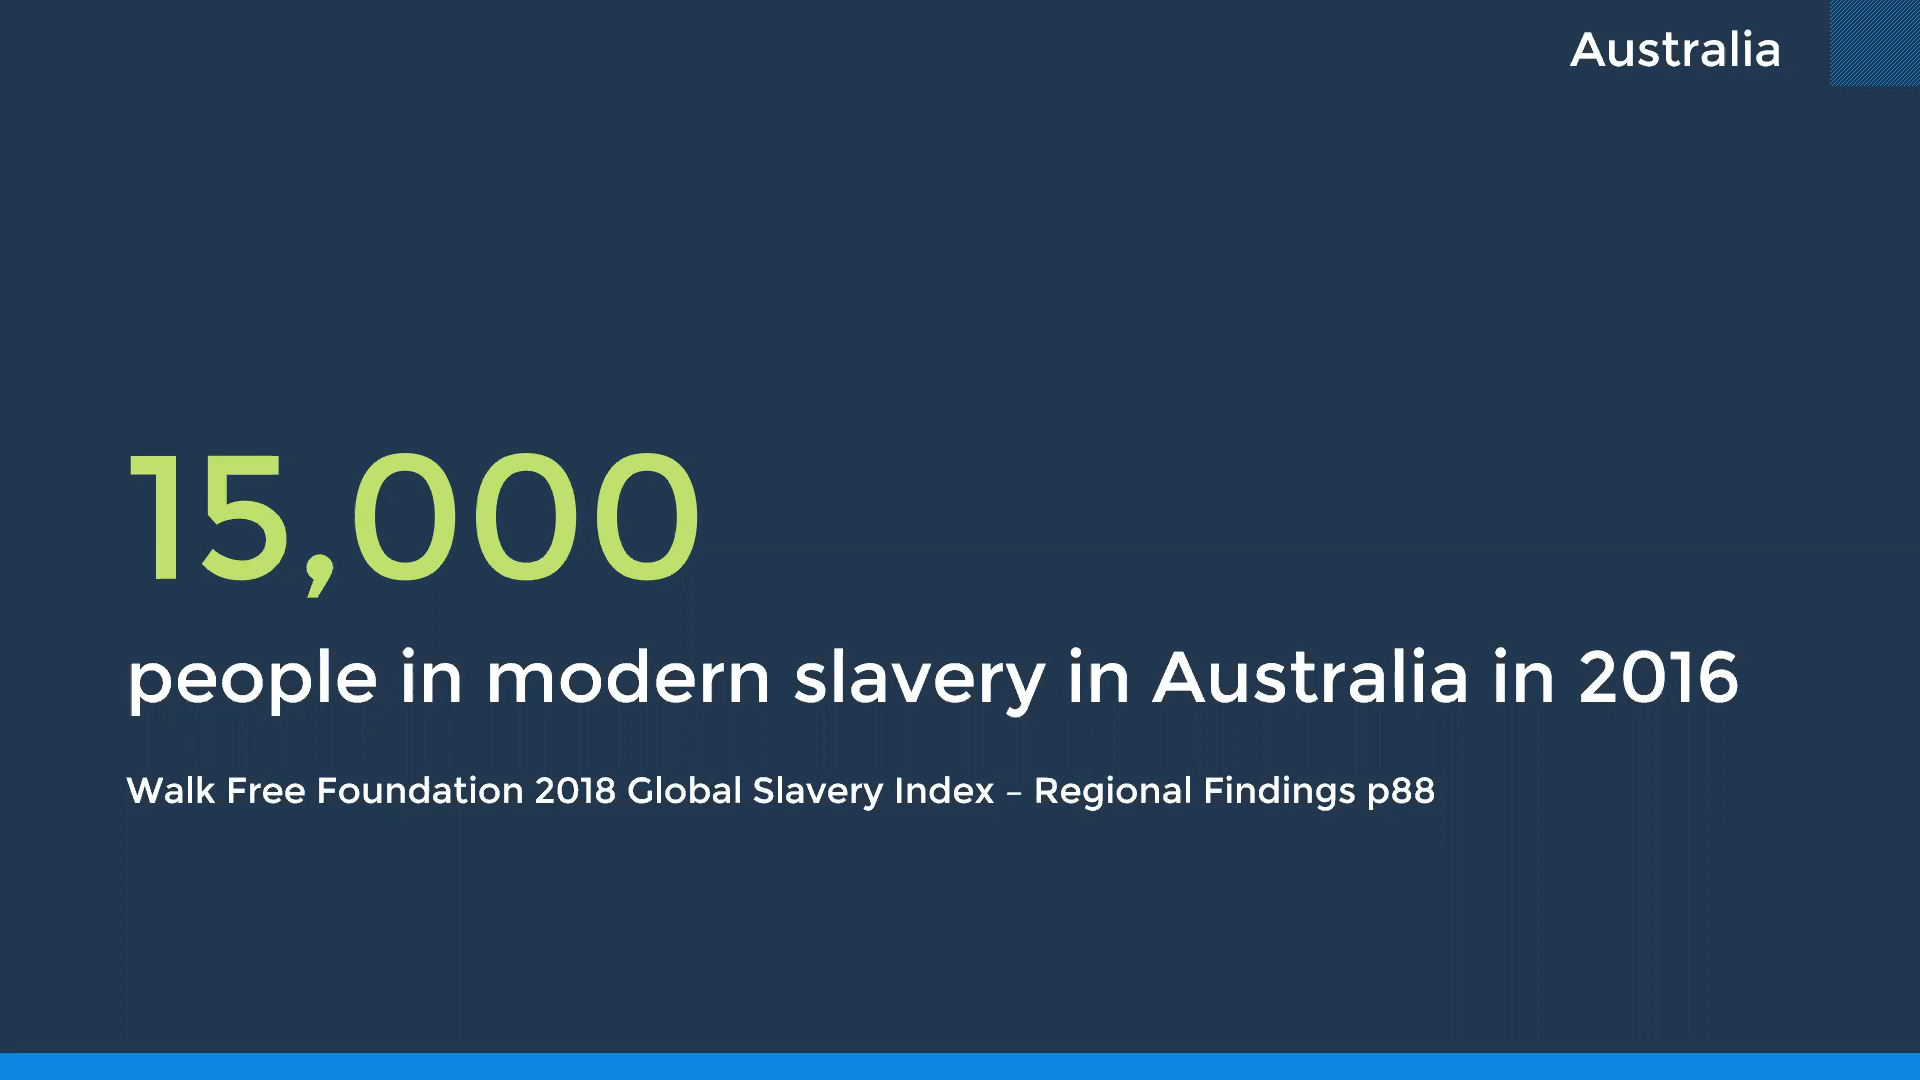 Australia
15,000
people in modern slavery in Australia in 2016
Walk Free Foundation 2018 Global Slavery Index – Regional Findings p88